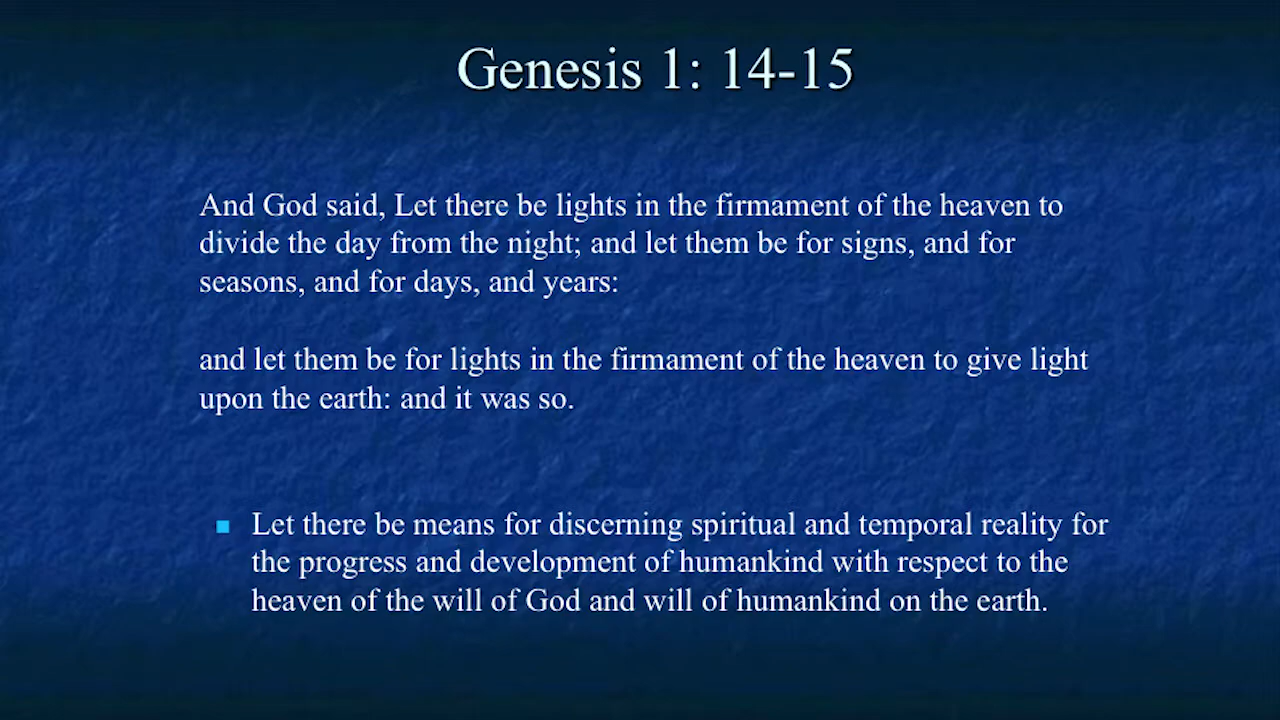 Genesis 1: 14-15
And God said, Let there be lights in the firmament of the heaven to
divide the day from the night; and let them be for signs, and for
seasons, and for days, and years:
and let them be for lights in the firmament of the heaven to give light
upon the earth: and it was so.
Let there be means for discerning spiritual and temporal reality for
the progress and development of humankind with respect to the
heaven of the will of God and will of humankind on the earth.